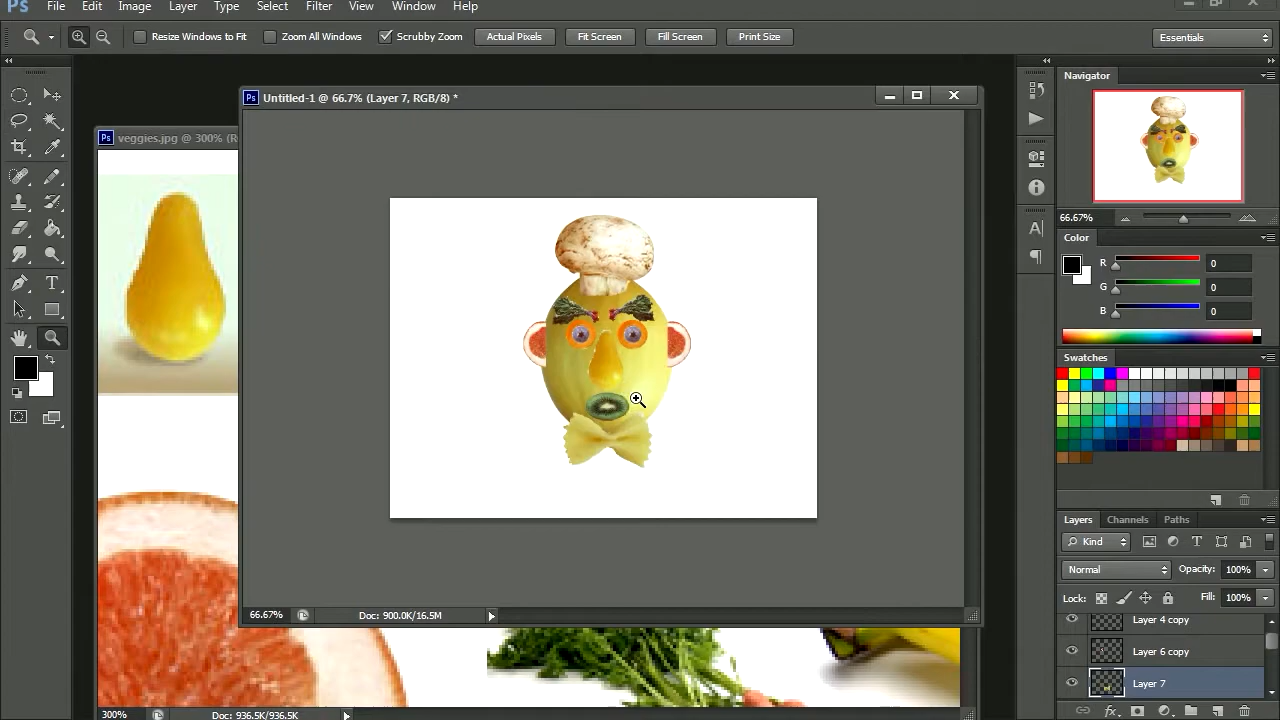 Ps File Edit Image Layer Type Select Filter View Window Help
Resize Windows to Fit Zoom All Windows Scrubby Zoom Actual Pixels Fit Screen Fill Screen Print Size Essentials
Navigator
Ps Untitled-1 @ 66.7% (Layer 7, RGB/8) *
Ps veggies.jpg @ 300% (R
66.67%
Color
R 0
G 0
B 0
Swatches
Layers Channels Paths
Kind
Normal Opacity: 100%
Lock: Fill: 100%
Layer 4 copy
Layer 6 copy
Layer 7
66.67% Doc: 900.0K/16.5M
300% Doc: 936.5K/936.5K